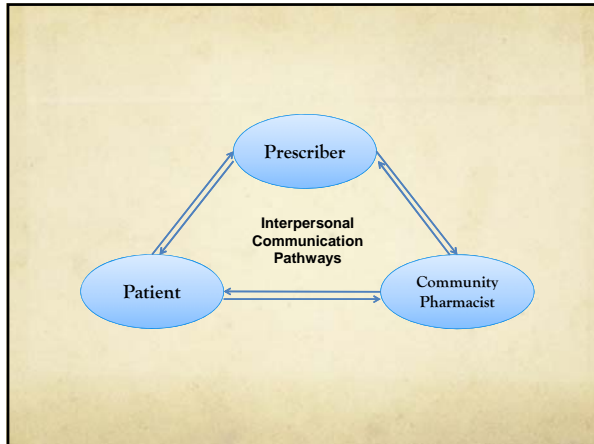 Prescriber
Interpersonal
Communication
Pathways
Patient
Community
Pharmacist